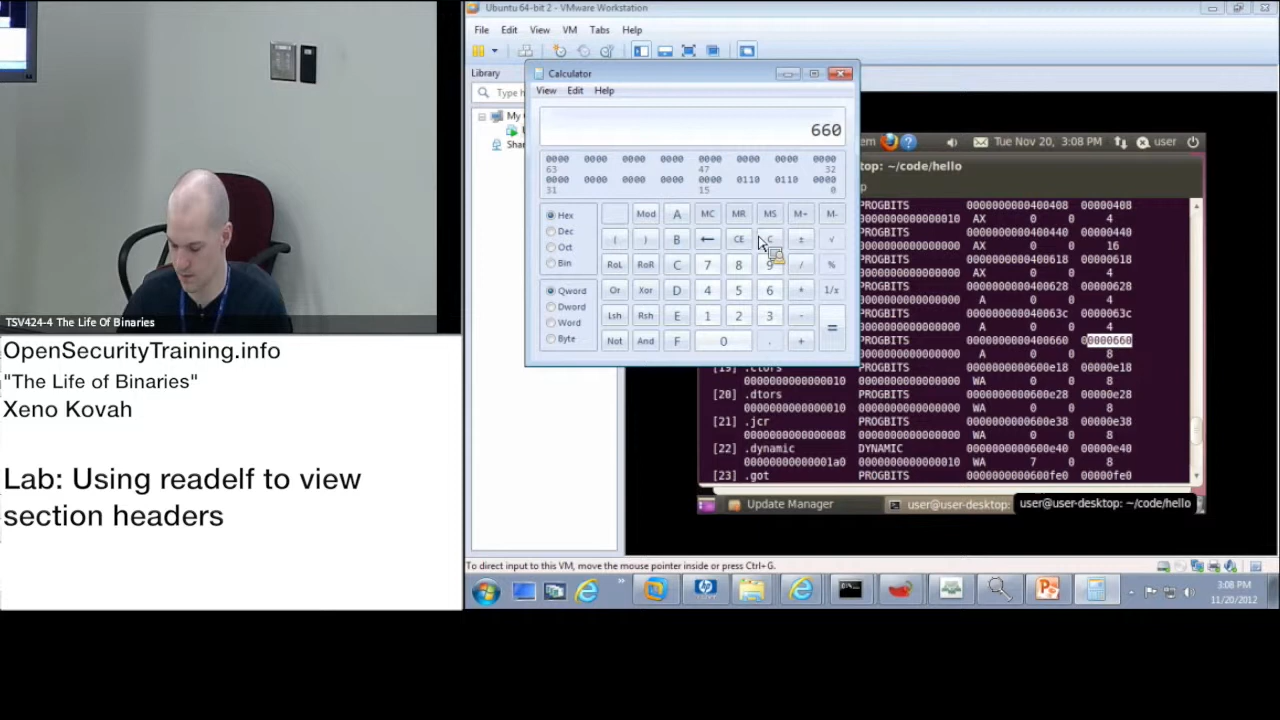 TSV424-4 The Life Of Binaries
OpenSecurityTraining.info
"The Life of Binaries"
Xeno Kovah
Lab: Using readelf to view
section headers
Ubuntu 64-bit 2 - VMware Workstation
File Edit View VM Tabs Help
Library
Type h
My
Shar
Calculator
View Edit Help
660
0000 0000 0000 0000 0000 0000 0000 0000
63 47 32
0000 0000 0000 0000 0000 0110 0110 0000
31 15 0
Hex Mod A MC MR MS M+ M-
Dec ( ) B ← CE C ± √
Oct
Bin RoL RoR C 7 8 9 / %
Qword Or Xor D 4 5 6 * 1/x
Dword Lsh Rsh E 1 2 3 - =
Word
Byte Not And F 0 . +
em Tue Nov 20, 3:08 PM user
top: ~/code/hello
p
PROGBITS 0000000000400408 00000408
0000000000000010 AX 0 0 4
PROGBITS 0000000000400440 00000440
0000000000000000 AX 0 0 16
PROGBITS 0000000000400618 00000618
0000000000000000 AX 0 0 4
PROGBITS 0000000000400628 00000628
0000000000000000 A 0 0 4
PROGBITS 000000000040063c 0000063c
0000000000000000 A 0 0 4
PROGBITS 0000000000400660 00000660
0000000000000000 A 0 0 8
[19] .ctors PROGBITS 0000000000600e18 00000e18
0000000000000010 0000000000000000 WA 0 0 8
[20] .dtors PROGBITS 0000000000600e28 00000e28
0000000000000010 0000000000000000 WA 0 0 8
[21] .jcr PROGBITS 0000000000600e38 00000e38
0000000000000008 0000000000000000 WA 0 0 8
[22] .dynamic DYNAMIC 0000000000600e40 00000e40
00000000000001a0 0000000000000010 WA 7 0 8
[23] .got PROGBITS 0000000000600fe0 00000fe0
Update Manager user@user-desktop: user@user-desktop: ~/code/hello
To direct input to this VM, move the mouse pointer inside or press Ctrl+G.
3:08 PM
11/20/2012